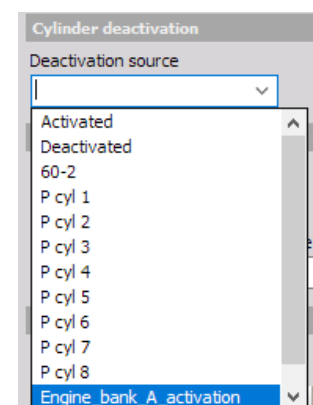 Cylinder deactivation
Deactivation source
Activated
Deactivated
60-2
P cyl 1
P cyl 2
P cyl 3
P cyl 4
P cyl 5
P cyl 6
P cyl 7
P cyl 8
Engine_bank_A_activation